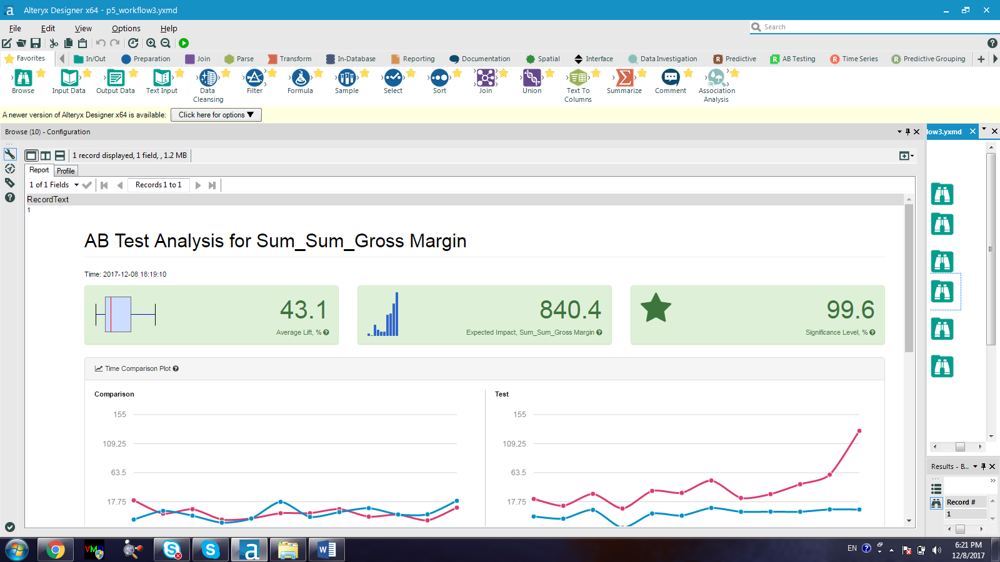 Alteryx Designer x64 - p5_workflow3.yxmd
File Edit View Options Help
Search
Favorites In/Out Preparation Join Parse Transform In-Database Reporting Documentation Spatial Interface Data Investigation Predictive AB Testing Time Series Predictive Grouping
Browse Input Data Output Data Text Input Data Cleansing Filter Formula Sample Select Sort Join Union Text To Columns Summarize Comment Association Analysis
A newer version of Alteryx Designer x64 is available: Click here for options
Browse (10) - Configuration
low3.yxmd
1 record displayed, 1 field, , 1.2 MB
Report Profile
1 of 1 Fields Records 1 to 1
RecordText
1
AB Test Analysis for Sum_Sum_Gross Margin
Time: 2017-12-08 18:19:10
43.1
Average Lift, %
840.4
Expected Impact, Sum_Sum_Gross Margin
99.6
Significance Level, %
Time Comparison Plot
Comparison
155
109.25
63.5
17.75
Test
155
109.25
63.5
17.75
Results - B...
Record #
1
EN
6:21 PM
12/8/2017